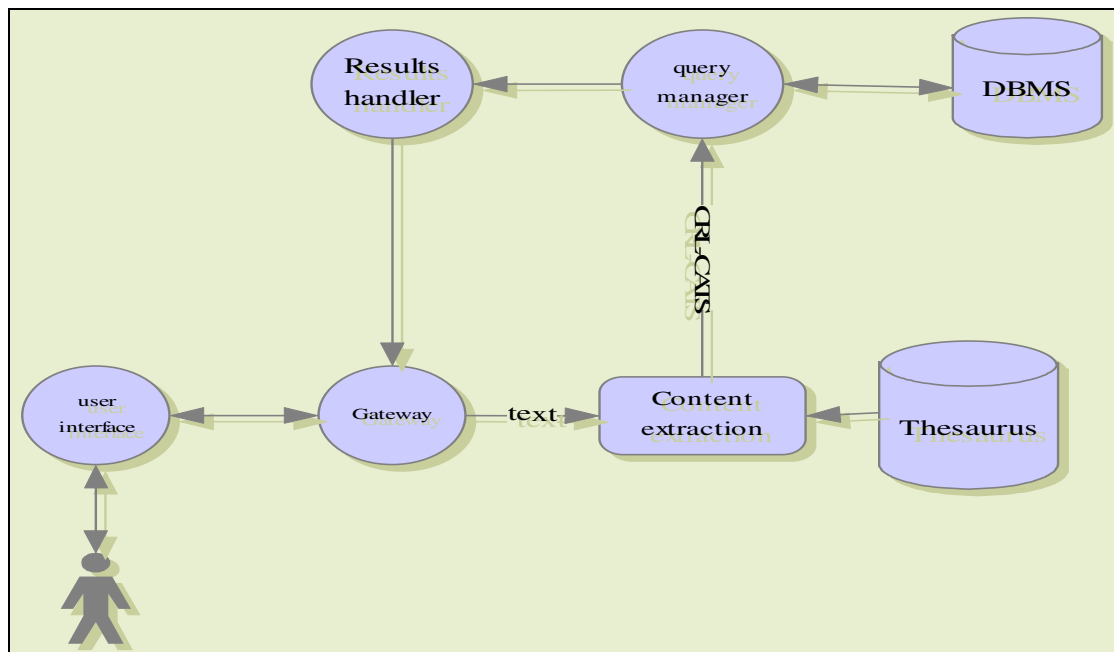 Results
handler
query
manager
DBMS
CRL-CATS
user
interface
Gateway
text
Content
extraction
Thesaurus